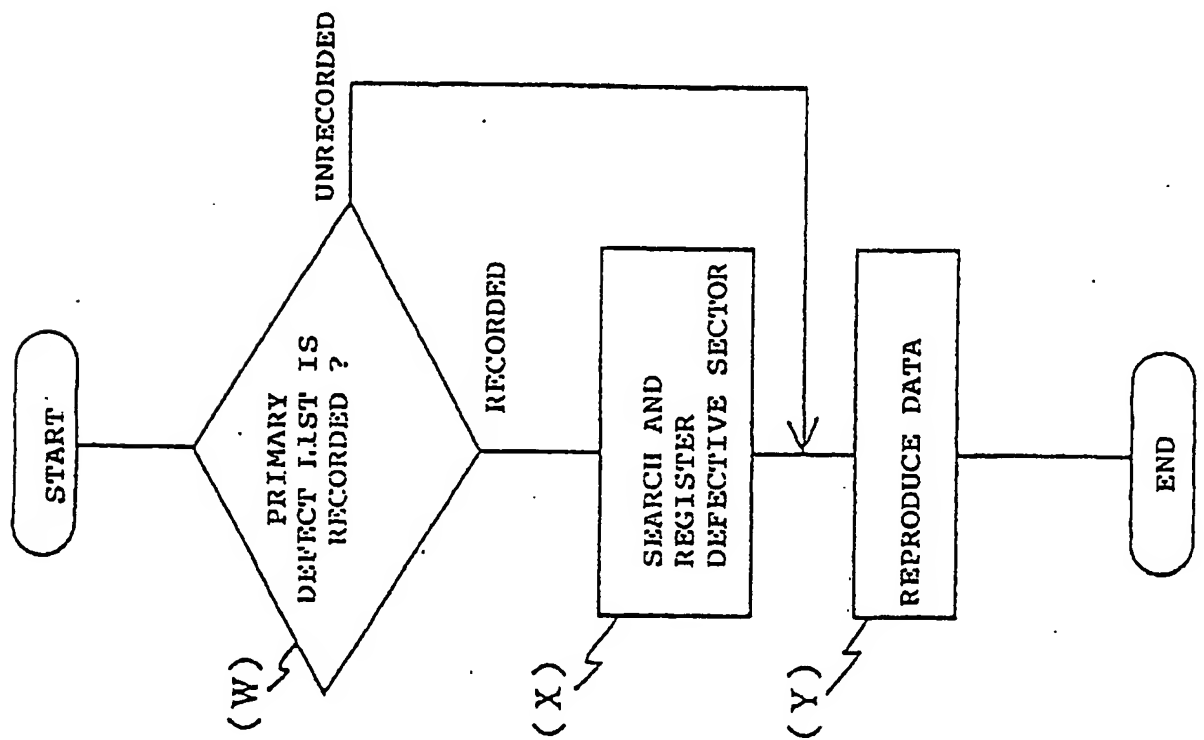 START
(W)
PRIMARY
DEFECT LIST IS
RECORDED ?
UNRECORDED
RECORDED
(X)
SEARCH AND
REGISTER
DEFECTIVE SECTOR
(Y)
REPRODUCE DATA
END